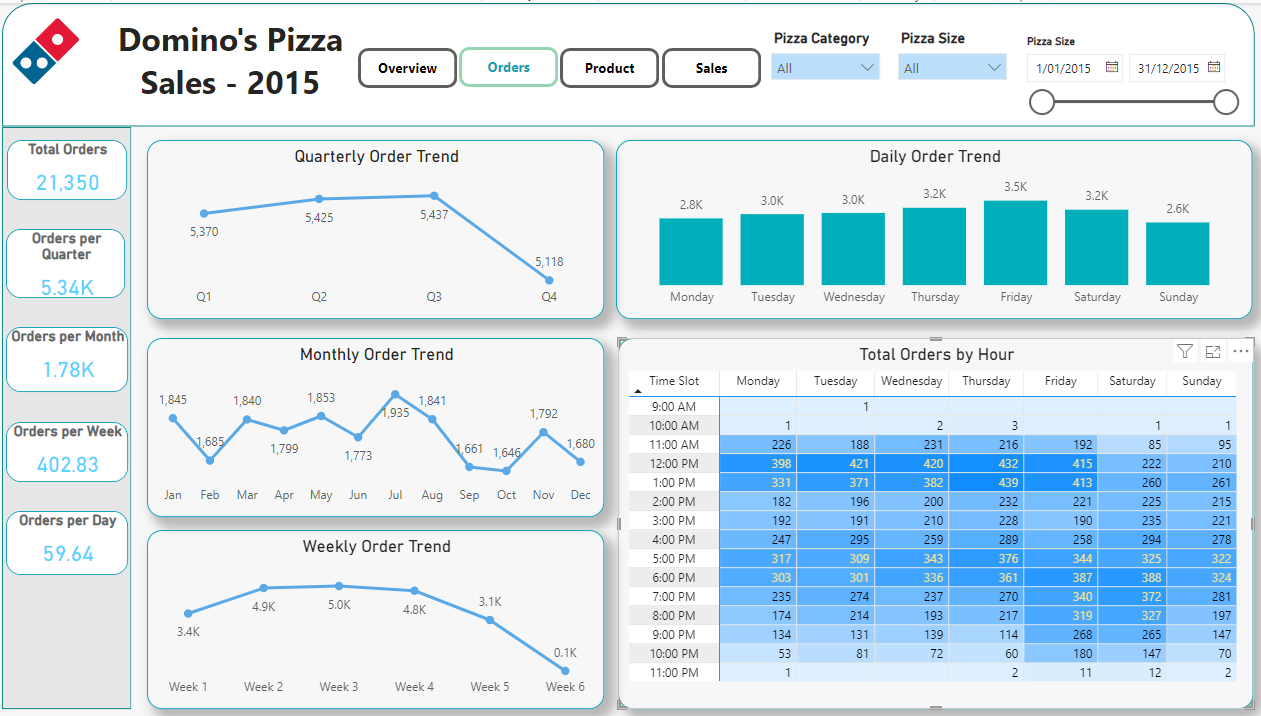 Domino's Pizza
Sales - 2015
Overview Orders Product Sales
Pizza Category
All
Pizza Size
All
Pizza Size
1/01/2015 31/12/2015
Total Orders
21,350
Orders per
Quarter
5.34K
Orders per Month
1.78K
Orders per Week
402.83
Orders per Day
59.64
Quarterly Order Trend
5,370 5,425 5,437 5,118
Q1 Q2 Q3 Q4
Daily Order Trend
2.8K 3.0K 3.0K 3.2K 3.5K 3.2K 2.6K
Monday Tuesday Wednesday Thursday Friday Saturday Sunday
Monthly Order Trend
1,845 1,685 1,840 1,799 1,853 1,773 1,935 1,841 1,661 1,646 1,792 1,680
Jan Feb Mar Apr May Jun Jul Aug Sep Oct Nov Dec
Weekly Order Trend
3.4K 4.9K 5.0K 4.8K 3.1K 0.1K
Week 1 Week 2 Week 3 Week 4 Week 5 Week 6
Total Orders by Hour
Time Slot Monday Tuesday Wednesday Thursday Friday Saturday Sunday
9:00 AM 1
10:00 AM 1 2 3 1 1
11:00 AM 226 188 231 216 192 85 95
12:00 PM 398 421 420 432 415 222 210
1:00 PM 331 371 382 439 413 260 261
2:00 PM 182 196 200 232 221 225 215
3:00 PM 192 191 210 228 190 235 221
4:00 PM 247 295 259 289 258 294 278
5:00 PM 317 309 343 376 344 325 322
6:00 PM 303 301 336 361 387 388 324
7:00 PM 235 274 237 270 340 372 281
8:00 PM 174 214 193 217 319 327 197
9:00 PM 134 131 139 114 268 265 147
10:00 PM 53 81 72 60 180 147 70
11:00 PM 1 2 11 12 2